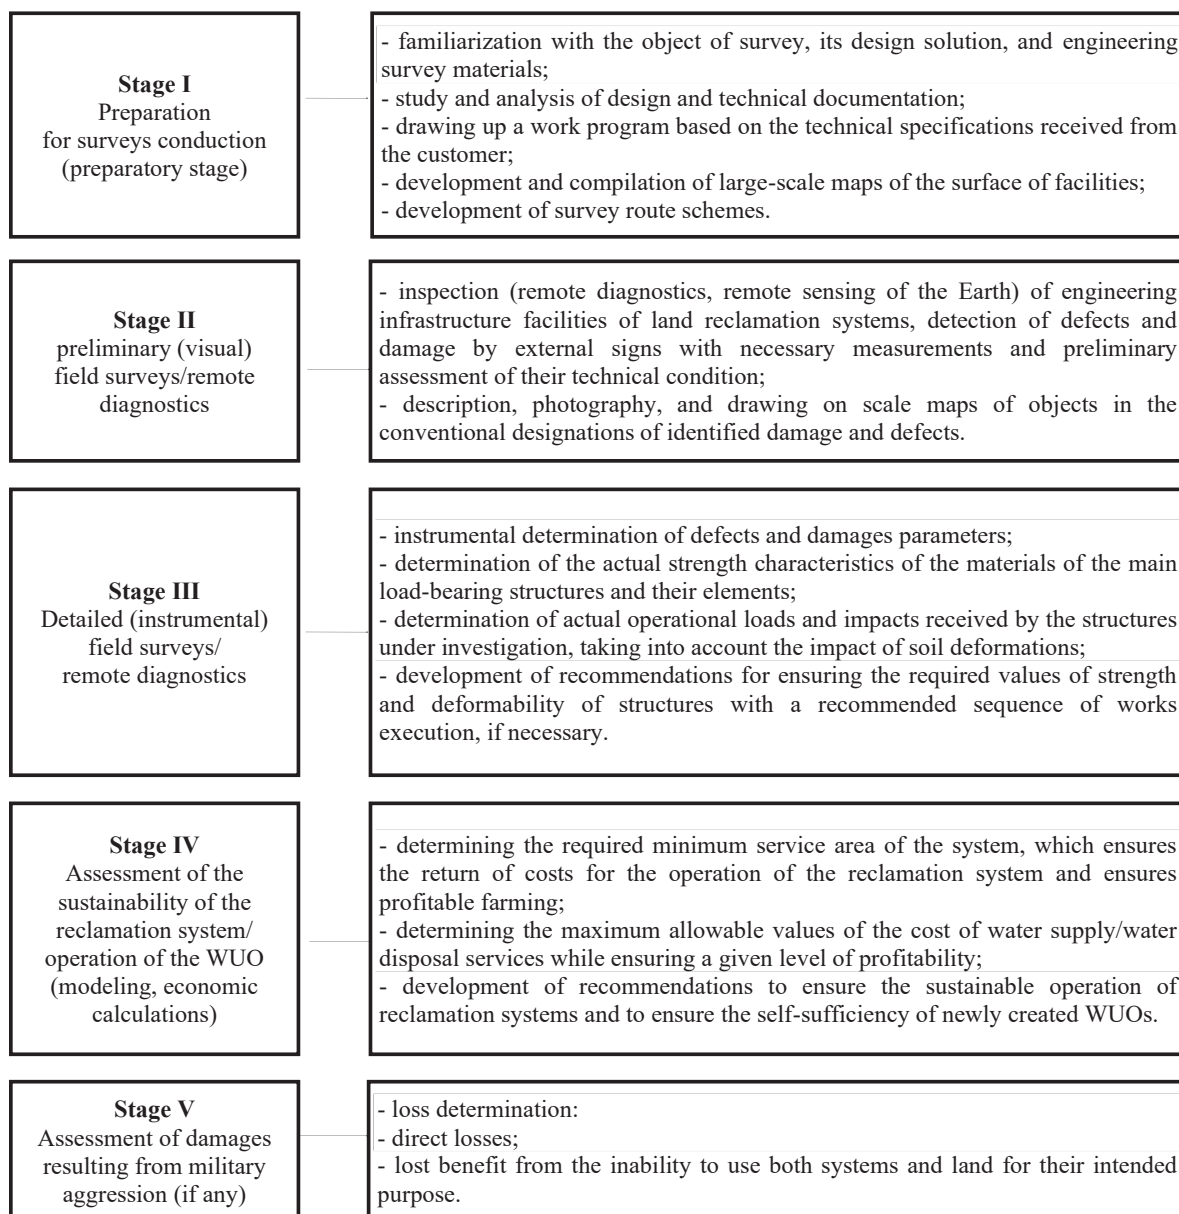 Stage I
Preparation
for surveys conduction
(preparatory stage)
- familiarization with the object of survey, its design solution, and engineering
survey materials;
- study and analysis of design and technical documentation;
- drawing up a work program based on the technical specifications received from
the customer;
- development and compilation of large-scale maps of the surface of facilities;
- development of survey route schemes.
Stage II
preliminary (visual)
field surveys/remote
diagnostics
- inspection (remote diagnostics, remote sensing of the Earth) of engineering
infrastructure facilities of land reclamation systems, detection of defects and
damage by external signs with necessary measurements and preliminary
assessment of their technical condition;
- description, photography, and drawing on scale maps of objects in the
conventional designations of identified damage and defects.
Stage III
Detailed (instrumental)
field surveys/
remote diagnostics
- instrumental determination of defects and damages parameters;
- determination of the actual strength characteristics of the materials of the main
load-bearing structures and their elements;
- determination of actual operational loads and impacts received by the structures
under investigation, taking into account the impact of soil deformations;
- development of recommendations for ensuring the required values of strength
and deformability of structures with a recommended sequence of works
execution, if necessary.
Stage IV
Assessment of the
sustainability of the
reclamation system/
operation of the WUO
(modeling, economic
calculations)
- determining the required minimum service area of the system, which ensures
the return of costs for the operation of the reclamation system and ensures
profitable farming;
- determining the maximum allowable values of the cost of water supply/water
disposal services while ensuring a given level of profitability;
- development of recommendations to ensure the sustainable operation of
reclamation systems and to ensure the self-sufficiency of newly created WUOs.
Stage V
Assessment of damages
resulting from military
aggression (if any)
- loss determination:
- direct losses;
- lost benefit from the inability to use both systems and land for their intended
purpose.